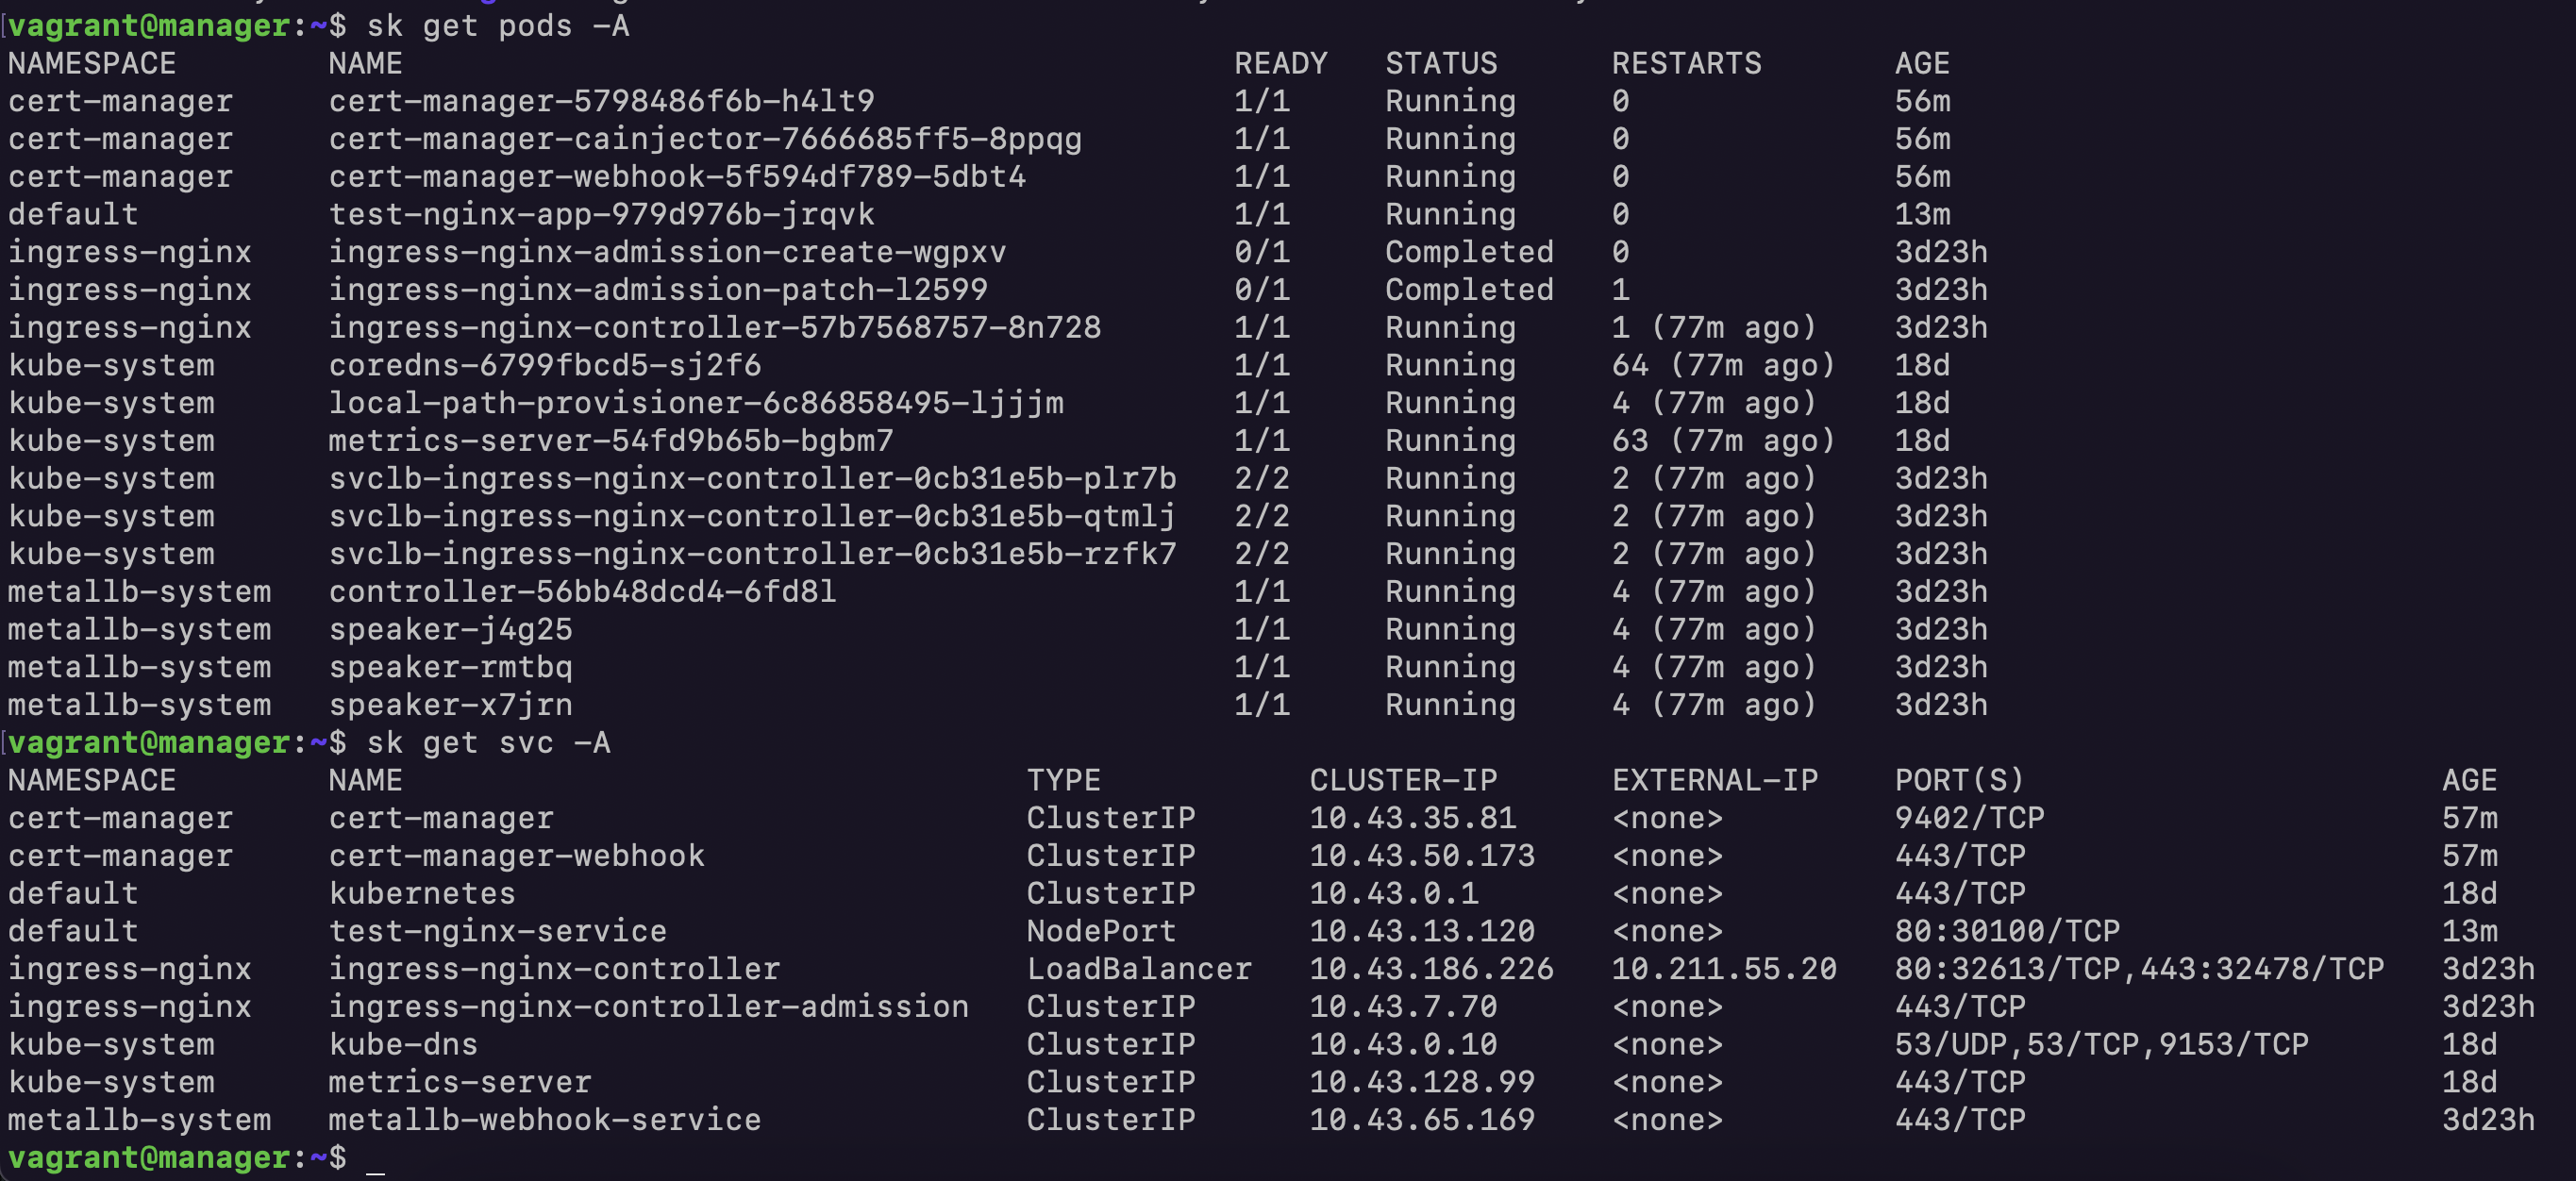 vagrant@manager:~$ sk get pods -A
NAMESPACE NAME READY STATUS RESTARTS AGE
cert-manager cert-manager-5798486f6b-h4lt9 1/1 Running 0 56m
cert-manager cert-manager-cainjector-7666685ff5-8ppqg 1/1 Running 0 56m
cert-manager cert-manager-webhook-5f594df789-5dbt4 1/1 Running 0 56m
default test-nginx-app-979d976b-jrqvk 1/1 Running 0 13m
ingress-nginx ingress-nginx-admission-create-wgpxv 0/1 Completed 0 3d23h
ingress-nginx ingress-nginx-admission-patch-l2599 0/1 Completed 1 3d23h
ingress-nginx ingress-nginx-controller-57b7568757-8n728 1/1 Running 1 (77m ago) 3d23h
kube-system coredns-6799fbcd5-sj2f6 1/1 Running 64 (77m ago) 18d
kube-system local-path-provisioner-6c86858495-ljjjm 1/1 Running 4 (77m ago) 18d
kube-system metrics-server-54fd9b65b-bgbm7 1/1 Running 63 (77m ago) 18d
kube-system svclb-ingress-nginx-controller-0cb31e5b-plr7b 2/2 Running 2 (77m ago) 3d23h
kube-system svclb-ingress-nginx-controller-0cb31e5b-qtmlj 2/2 Running 2 (77m ago) 3d23h
kube-system svclb-ingress-nginx-controller-0cb31e5b-rzfk7 2/2 Running 2 (77m ago) 3d23h
metallb-system controller-56bb48dcd4-6fd8l 1/1 Running 4 (77m ago) 3d23h
metallb-system speaker-j4g25 1/1 Running 4 (77m ago) 3d23h
metallb-system speaker-rmtbq 1/1 Running 4 (77m ago) 3d23h
metallb-system speaker-x7jrn 1/1 Running 4 (77m ago) 3d23h
vagrant@manager:~$ sk get svc -A
NAMESPACE NAME TYPE CLUSTER-IP EXTERNAL-IP PORT(S) AGE
cert-manager cert-manager ClusterIP 10.43.35.81 <none> 9402/TCP 57m
cert-manager cert-manager-webhook ClusterIP 10.43.50.173 <none> 443/TCP 57m
default kubernetes ClusterIP 10.43.0.1 <none> 443/TCP 18d
default test-nginx-service NodePort 10.43.13.120 <none> 80:30100/TCP 13m
ingress-nginx ingress-nginx-controller LoadBalancer 10.43.186.226 10.211.55.20 80:32613/TCP,443:32478/TCP 3d23h
ingress-nginx ingress-nginx-controller-admission ClusterIP 10.43.7.70 <none> 443/TCP 3d23h
kube-system kube-dns ClusterIP 10.43.0.10 <none> 53/UDP,53/TCP,9153/TCP 18d
kube-system metrics-server ClusterIP 10.43.128.99 <none> 443/TCP 18d
metallb-system metallb-webhook-service ClusterIP 10.43.65.169 <none> 443/TCP 3d23h
vagrant@manager:~$